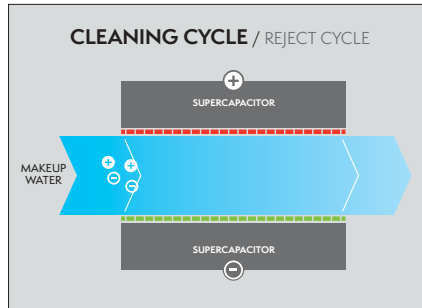 CLEANING CYCLE / REJECT CYCLE
+
SUPERCAPACITOR
MAKEUP
WATER
+ +
− −
SUPERCAPACITOR
−